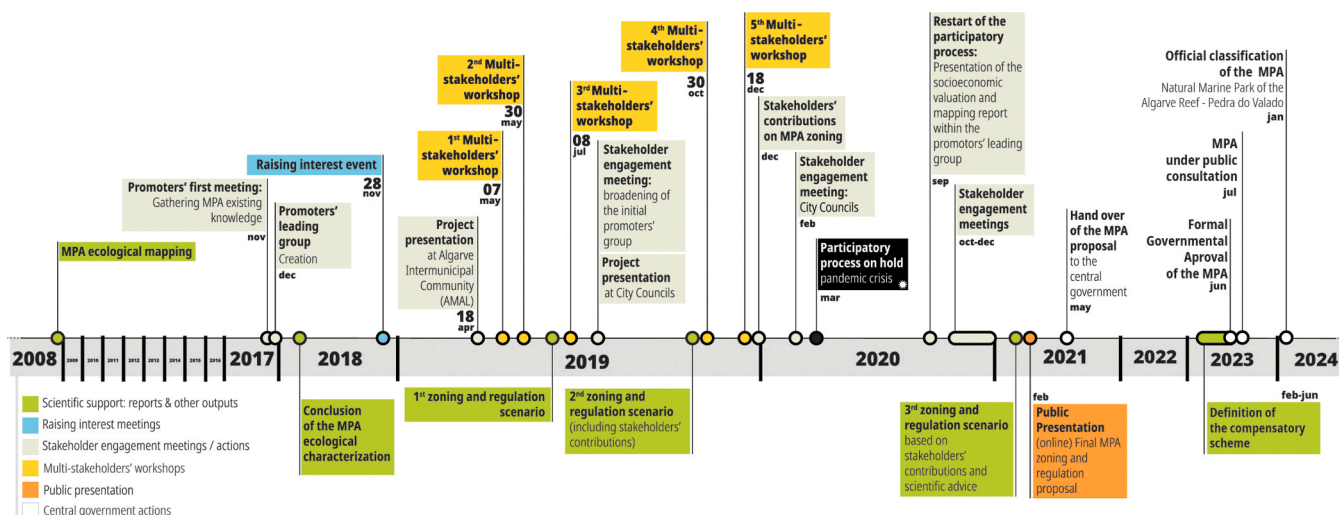 MPA ecological mapping
Promoters' first meeting:
Gathering MPA existing
knowledge
nov
Promoters'
leading
group
Creation
dec
Raising interest event
28
nov
Project
presentation
at Algarve
Intermunicipal
Community
(AMAL)
18
apr
1st Multi-
stakeholders'
workshop
07
may
2nd Multi-
stakeholders'
workshop
30
may
3rd Multi-
stakeholders'
workshop
08
jul
Stakeholder
engagement
meeting:
broadening of
the initial
promoters'
group
Project
presentation
at City Councils
4th Multi-
stakeholders'
workshop
30
oct
5th Multi-
stakeholders'
workshop
18
dec
Stakeholders'
contributions
on MPA zoning
dec
Stakeholder
engagement
meeting:
City Councils
feb
Participatory
process on hold
pandemic crisis
mar
Restart of the
participatory
process:
Presentation of the
socioeconomic
valuation and
mapping report
within the
promotors' leading
group
sep
Stakeholder
engagement
meetings
oct-dec
Hand over
of the MPA
proposal
to the
central
government
may
Official classification
of the MPA
Natural Marine Park of the
Algarve Reef - Pedra do Valado
jan
MPA
under public
consultation
jul
Formal
Governmental
Aproval
of the MPA
jun
2008 2009 2010 2011 2012 2013 2014 2015 2016 2017 2018 2019 2020 2021 2022 2023 2024
Conclusion
of the MPA
ecological
characterization
1st zoning and regulation
scenario
2nd zoning and
regulation scenario
(including stakeholders'
contributions)
3rd zoning and
regulation scenario
based on
stakeholders'
contributions and
scientific advice
feb
Public
Presentation
(online) Final MPA
zoning and
regulation
proposal
feb-jun
Definition of
the compensatory
scheme
Scientific support: reports & other outputs
Raising interest meetings
Stakeholder engagement meetings / actions
Multi-stakeholders' workshops
Public presentation
Central government actions